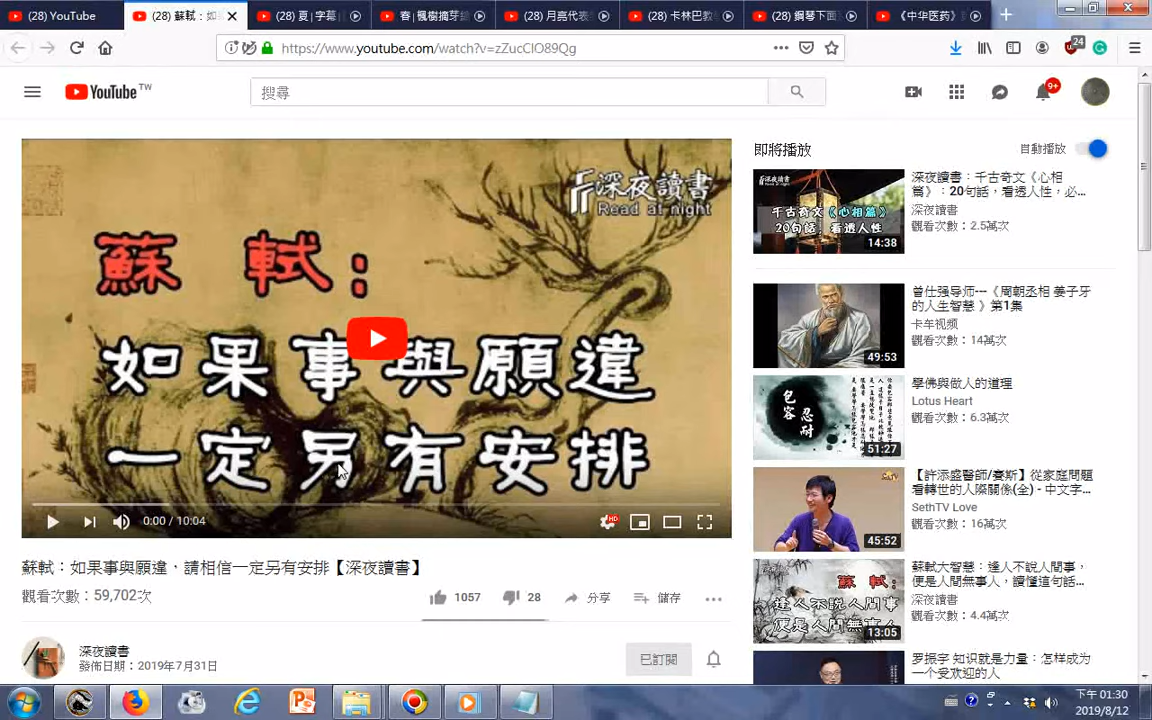 (28) YouTube
(28) 蘇軾：如
(28) 夏|字幕|
(28) 春|楓樹摘芽
(28) 月亮代表
(28) 卡林巴教
(28) 鋼琴下面
(28) 《中华医药》
https://www.youtube.com/watch?v=zZucClO89Qg
24
YouTube TW
搜尋
9+
深夜讀書
Read at night
蘇軾：
如果事與願違
一定另有安排
0:00 / 10:04
HD
蘇軾：如果事與願違，請相信一定另有安排【深夜讀書】
觀看次數：59,702次
1057
28
分享
儲存
深夜讀書
發佈日期：2019年7月31日
已訂閱
即將播放
自動播放
深夜讀書
千古奇文《心相篇》
20句話，看透人性
14:38
深夜讀書：千古奇文《心相
篇》：20句話，看透人性，必...
深夜讀書
觀看次數：2.5萬次
49:53
曾仕强导师---《周朝丞相 姜子牙
的人生智慧 》第1集
卡年视频
觀看次數：14萬次
包容
忍耐
51:27
學佛與做人的道理
Lotus Heart
觀看次數：6.3萬次
45:52
【許添盛醫師/賽斯】從家庭問題
看轉世的人際關係(全) - 中文字...
SethTV Love
觀看次數：16萬次
蘇軾：
逢人不說人間事
便是人間無事人
13:05
蘇軾大智慧：逢人不說人間事，
便是人間無事人，讀懂這句話...
深夜讀書
觀看次數：4.4萬次
罗振宇 知识就是力量：怎样成为
一个受欢迎的人
下午 01:30
2019/8/12